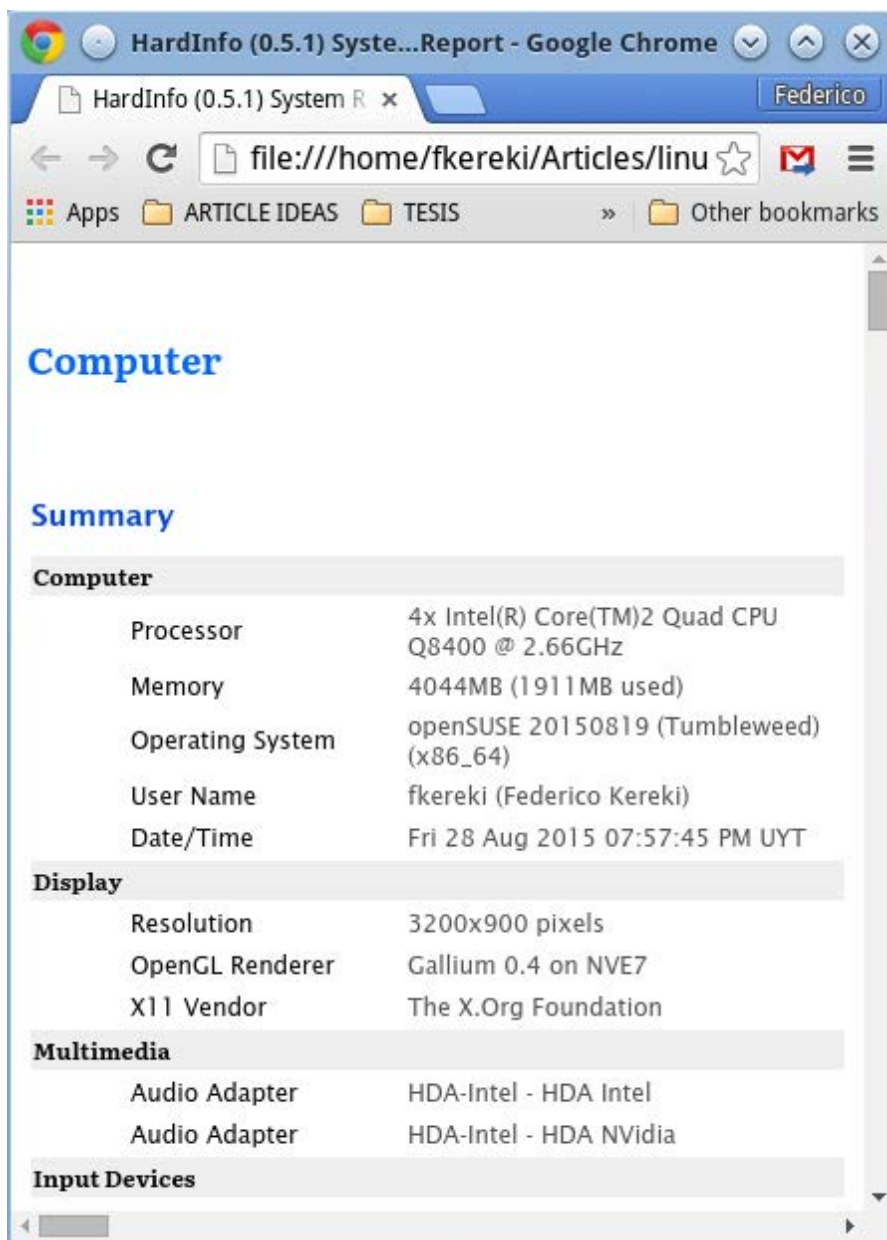 HardInfo (0.5.1) Syste...Report - Google Chrome
HardInfo (0.5.1) System R
Federico
file:///home/fkereki/Articles/linu
Apps ARTICLE IDEAS TESIS » Other bookmarks
Computer
Summary
Computer
Processor 4x Intel(R) Core(TM)2 Quad CPU
Q8400 @ 2.66GHz
Memory 4044MB (1911MB used)
Operating System openSUSE 20150819 (Tumbleweed)
(x86_64)
User Name fkereki (Federico Kereki)
Date/Time Fri 28 Aug 2015 07:57:45 PM UYT
Display
Resolution 3200x900 pixels
OpenGL Renderer Gallium 0.4 on NVE7
X11 Vendor The X.Org Foundation
Multimedia
Audio Adapter HDA-Intel - HDA Intel
Audio Adapter HDA-Intel - HDA NVidia
Input Devices